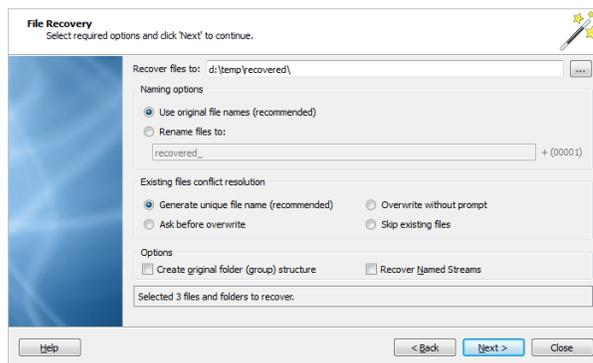 File Recovery
Select required options and click 'Next' to continue.
Recover files to: d:\temp\recovered\ ...
Naming options
Use original file names (recommended)
Rename files to:
recovered_ + (00001)
Existing files conflict resolution
Generate unique file name (recommended) Overwrite without prompt
Ask before overwrite Skip existing files
Options
Create original folder (group) structure Recover Named Streams
Selected 3 files and folders to recover.
Help < Back Next > Close